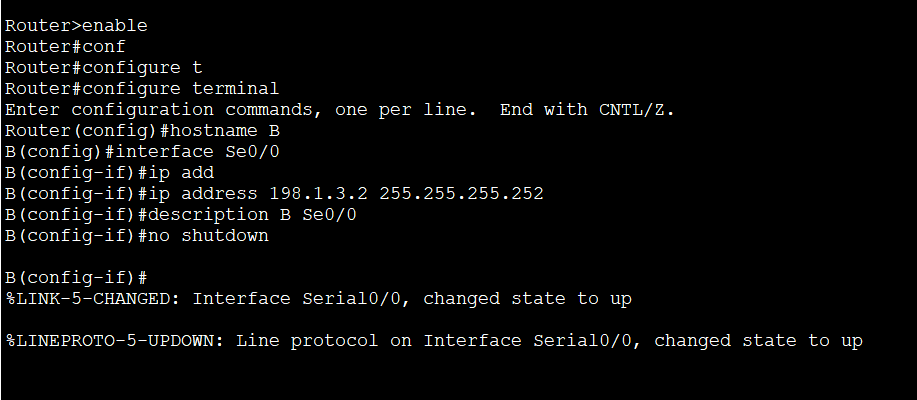 Router>enable
Router#conf
Router#configure t
Router#configure terminal
Enter configuration commands, one per line.  End with CNTL/Z.
Router(config)#hostname B
B(config)#interface Se0/0
B(config-if)#ip add
B(config-if)#ip address 198.1.3.2 255.255.255.252
B(config-if)#description B Se0/0
B(config-if)#no shutdown
B(config-if)#
%LINK-5-CHANGED: Interface Serial0/0, changed state to up
%LINEPROTO-5-UPDOWN: Line protocol on Interface Serial0/0, changed state to up